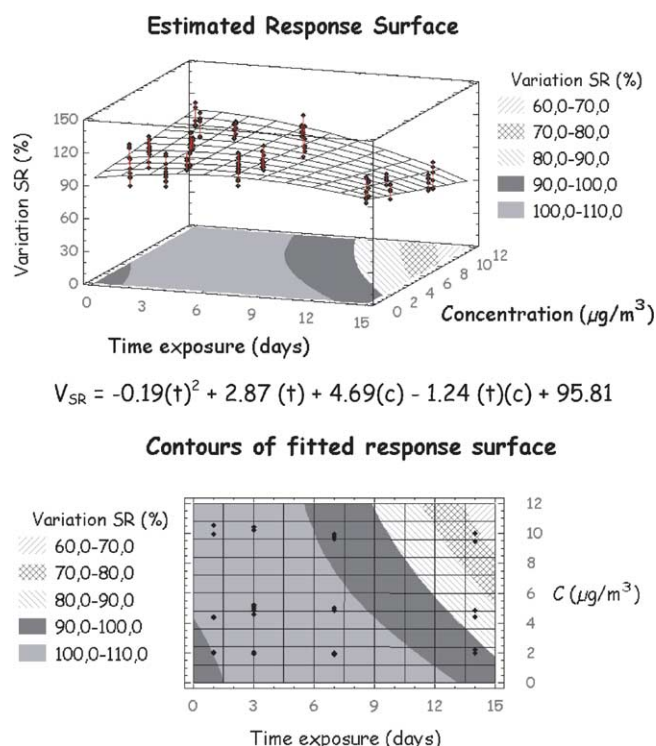 Estimated Response Surface
Variation SR (%)
60,0-70,0
70,0-80,0
80,0-90,0
90,0-100,0
100,0-110,0
Variation SR (%)
150
120
90
60
30
0
0 3 6 9 12 15
Time exposure (days)
0 2 4 6 8 10 12
Concentration (µg/m³)
V_SR = -0.19(t)² + 2.87 (t) + 4.69(c) - 1.24 (t)(c) + 95.81
Contours of fitted response surface
Variation SR (%)
60,0-70,0
70,0-80,0
80,0-90,0
90,0-100,0
100,0-110,0
12
10
8
6
4
2
0
C (µg/m³)
0 3 6 9 12 15
Time exposure (days)